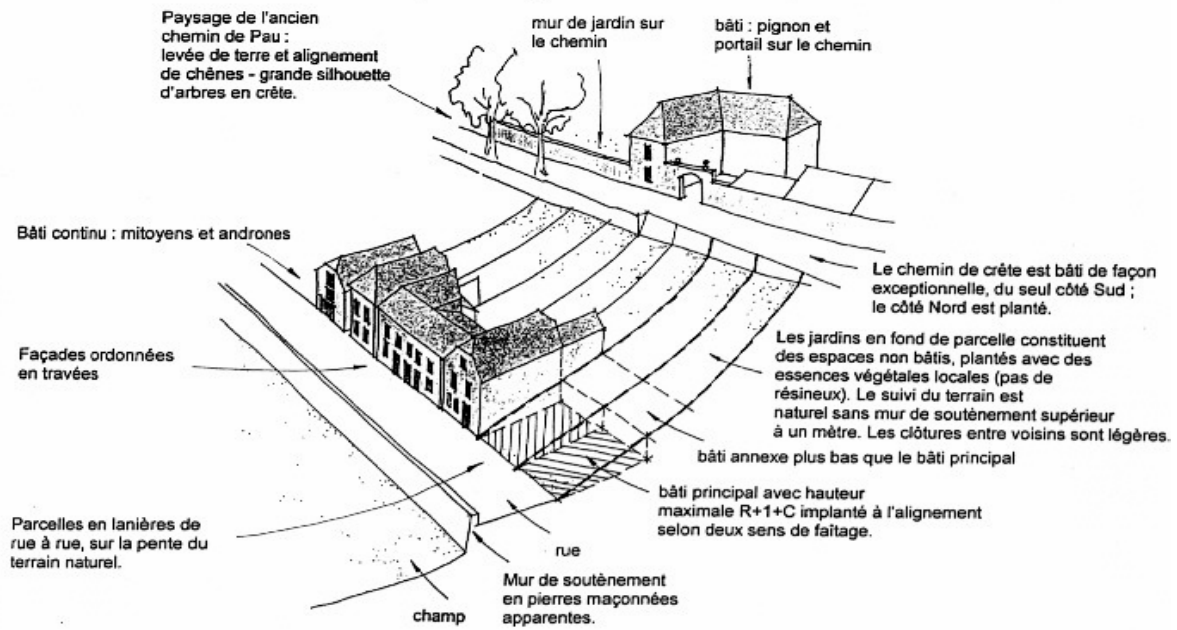 Paysage de l'ancien
chemin de Pau :
levée de terre et alignement
de chênes - grande silhouette
d'arbres en crête.
mur de jardin sur
le chemin
bâti : pignon et
portail sur le chemin
Bâti continu : mitoyens et andrones
Le chemin de crête est bâti de façon
exceptionnelle, du seul côté Sud ;
le côté Nord est planté.
Façades ordonnées
en travées
Les jardins en fond de parcelle constituent
des espaces non bâtis, plantés avec des
essences végétales locales (pas de
résineux). Le suivi du terrain est
naturel sans mur de soutènement supérieur
à un mètre. Les clôtures entre voisins sont légères.
bâti annexe plus bas que le bâti principal
bâti principal avec hauteur
maximale R+1+C implanté à l'alignement
selon deux sens de faîtage.
Parcelles en lanières de
rue à rue, sur la pente du
terrain naturel.
rue
Mur de soutènement
en pierres maçonnées
apparentes.
champ